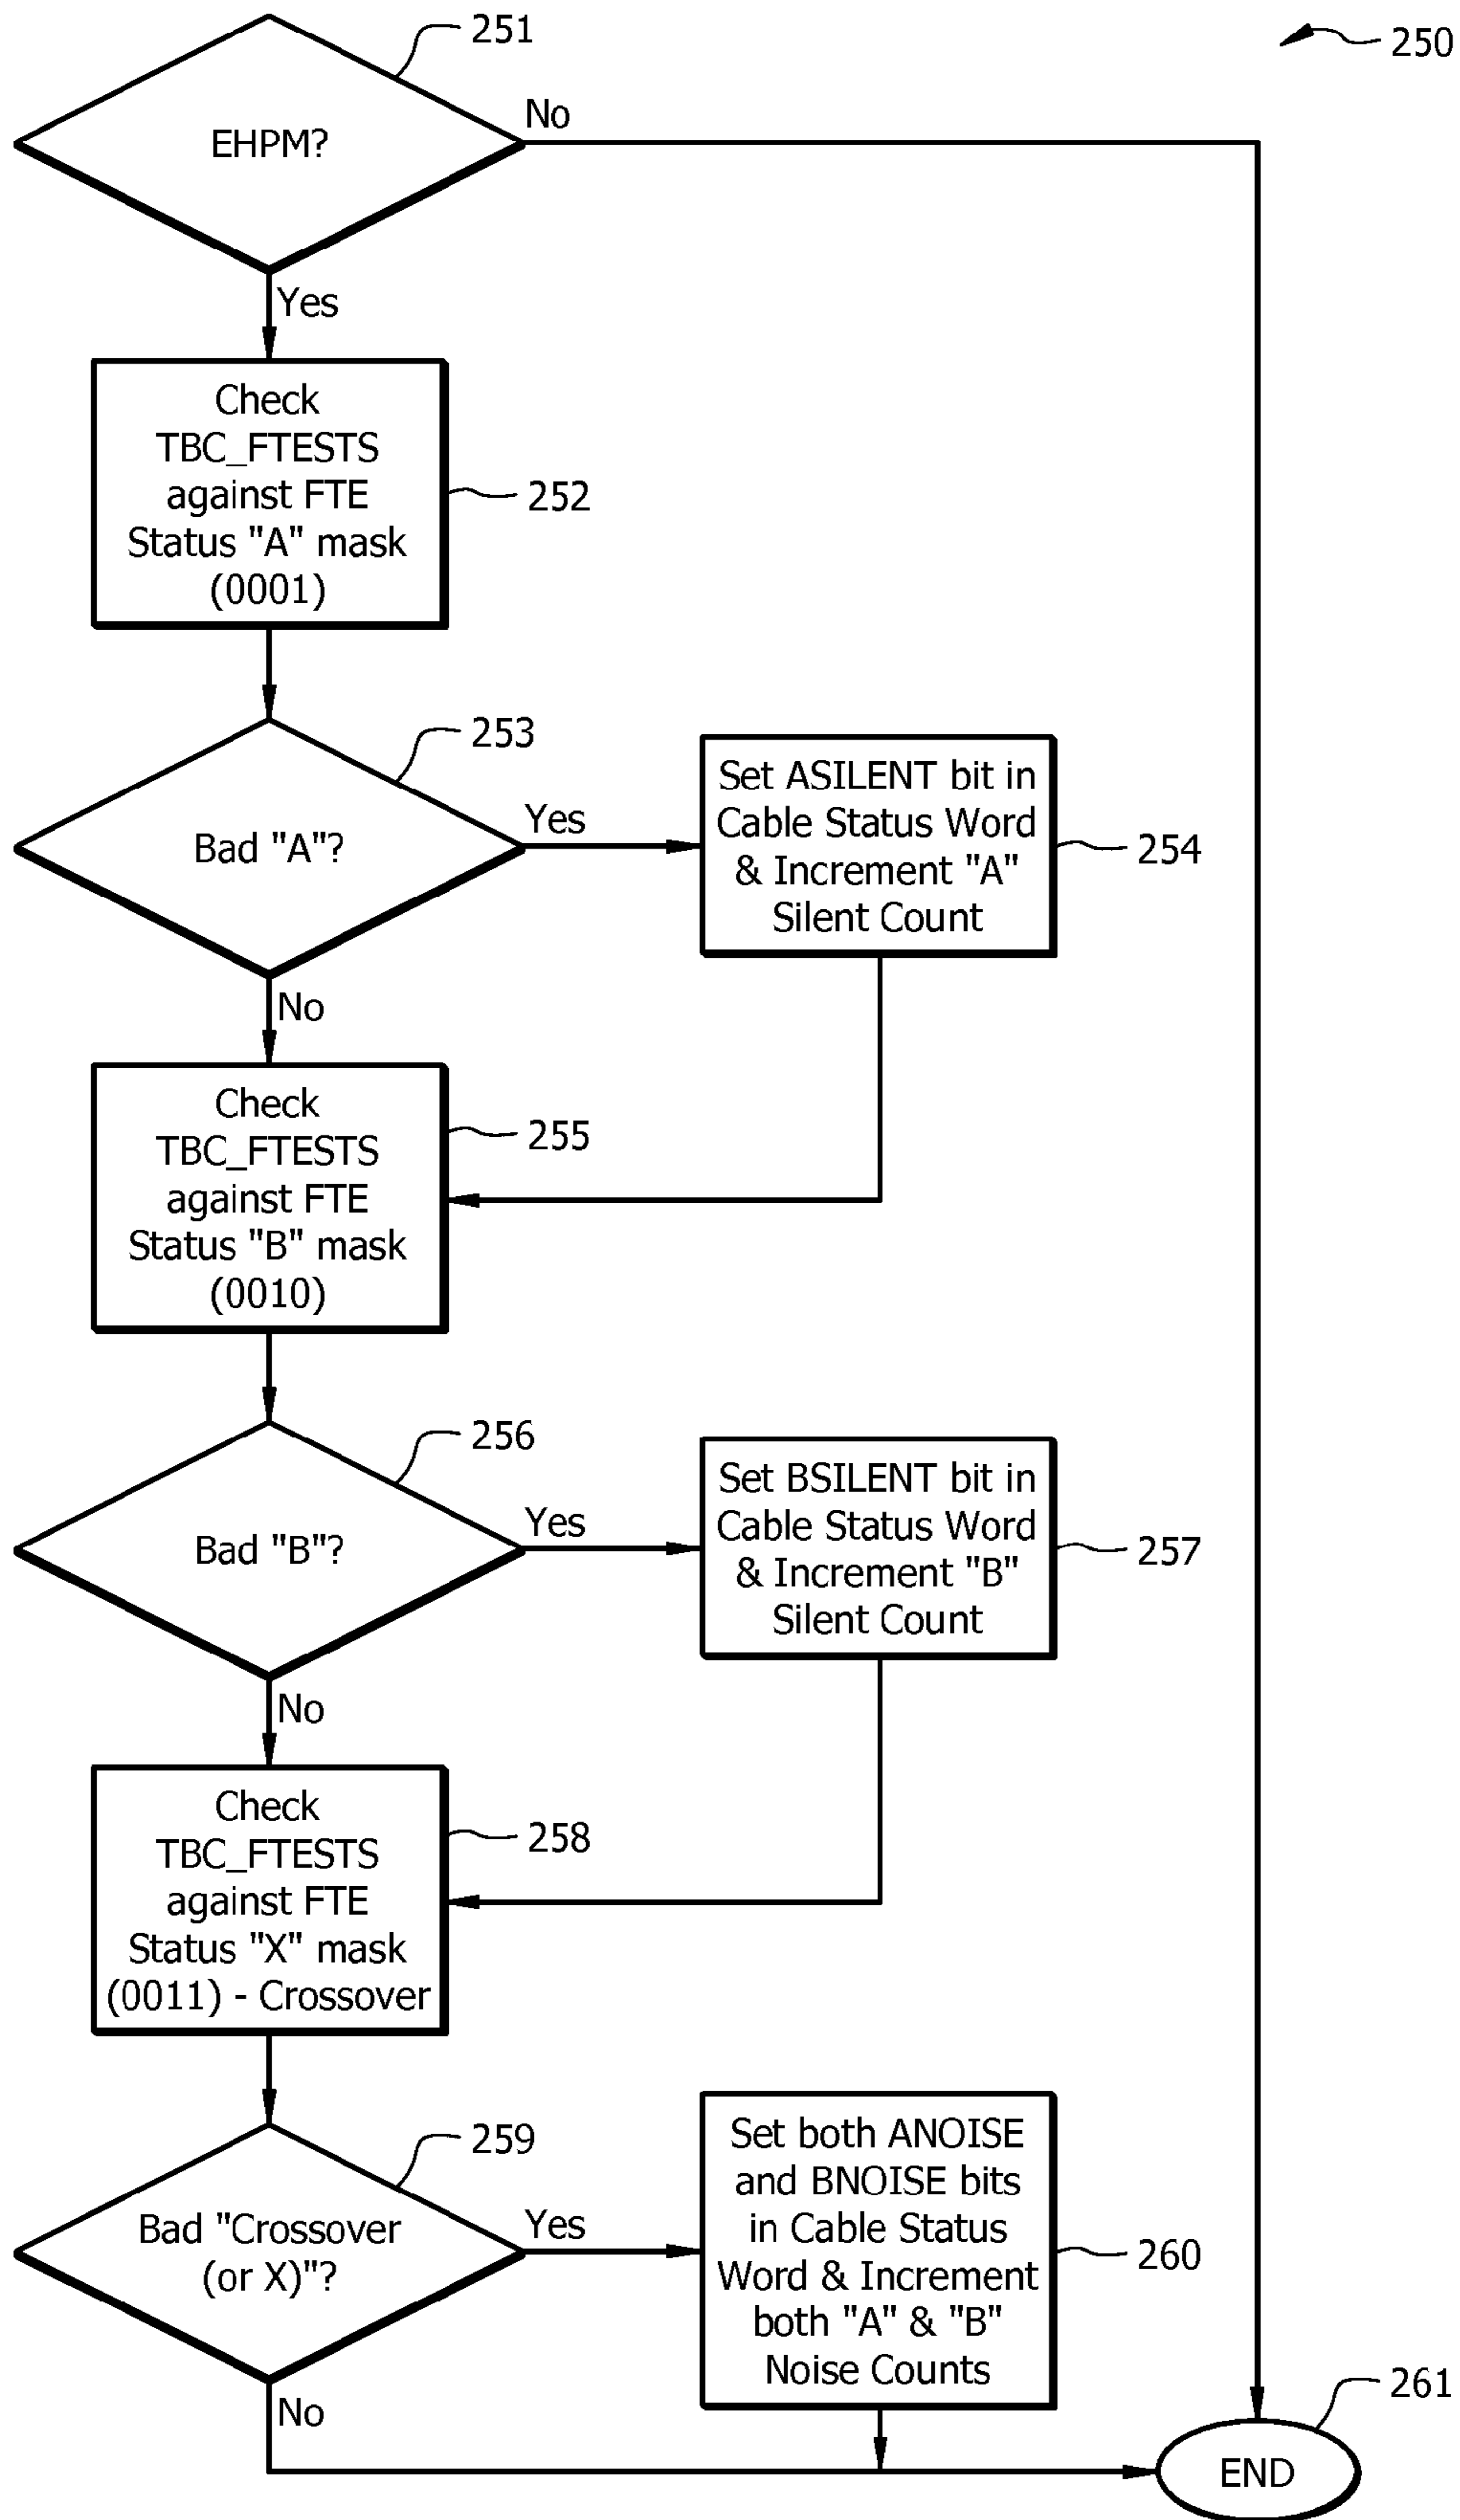 251
250
EHPM?
No
Yes
Check
TBC_FTESTS
against FTE
Status "A" mask
(0001)
252
253
Bad "A"?
Yes
Set ASILENT bit in
Cable Status Word
& Increment "A"
Silent Count
254
No
Check
TBC_FTESTS
against FTE
Status "B" mask
(0010)
255
256
Bad "B"?
Yes
Set BSILENT bit in
Cable Status Word
& Increment "B"
Silent Count
257
No
Check
TBC_FTESTS
against FTE
Status "X" mask
(0011) - Crossover
258
259
Bad "Crossover
(or X)"?
Yes
Set both ANOISE
and BNOISE bits
in Cable Status
Word & Increment
both "A" & "B"
Noise Counts
260
No
261
END